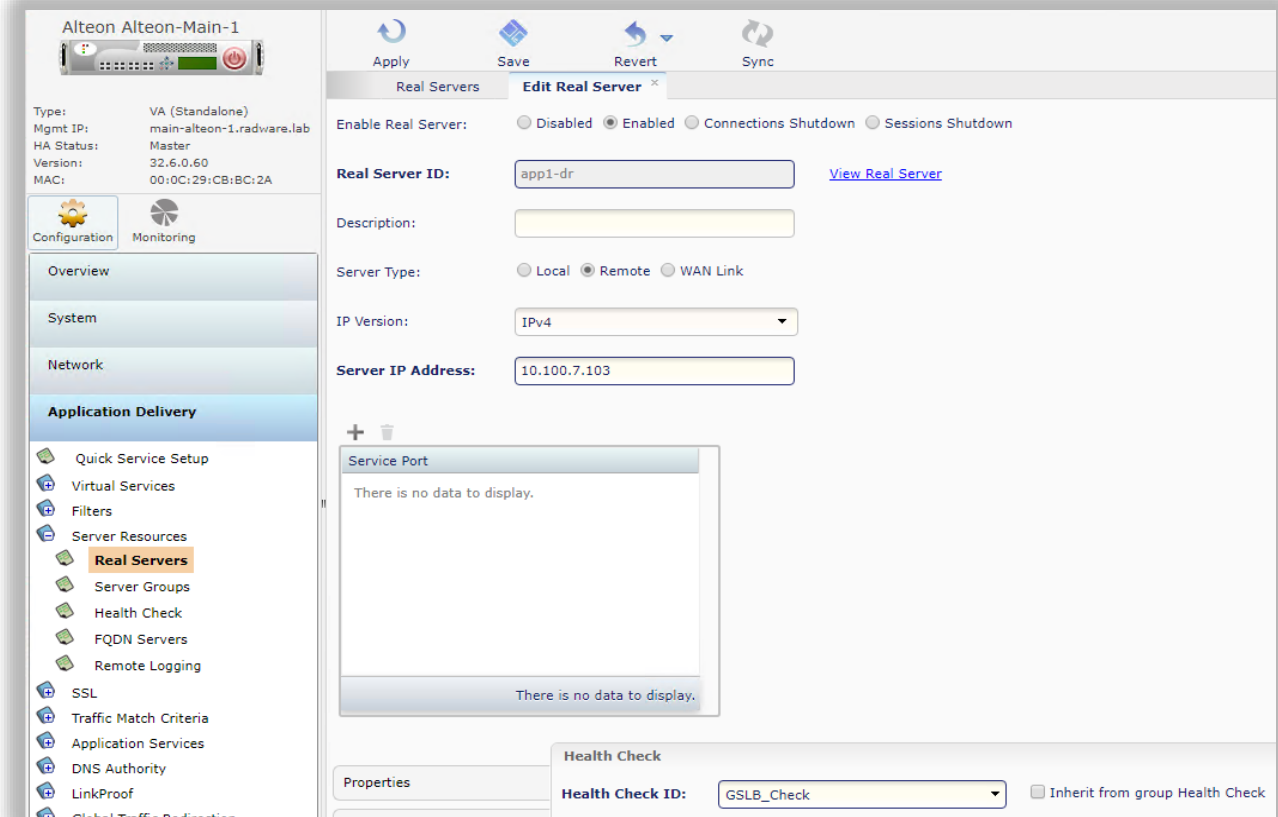 Alteon Alteon-Main-1
Type: VA (Standalone)
Mgmt IP: main-alteon-1.radware.lab
HA Status: Master
Version: 32.6.0.60
MAC: 00:0C:29:CB:BC:2A
Configuration Monitoring
Overview
System
Network
Application Delivery
Quick Service Setup
Virtual Services
Filters
Server Resources
Real Servers
Server Groups
Health Check
FQDN Servers
Remote Logging
SSL
Traffic Match Criteria
Application Services
DNS Authority
LinkProof
Global Traffic Redirection
Apply Save Revert Sync
Real Servers Edit Real Server ×
Enable Real Server: Disabled Enabled Connections Shutdown Sessions Shutdown
Real Server ID: app1-dr View Real Server
Description:
Server Type: Local Remote WAN Link
IP Version: IPv4
Server IP Address: 10.100.7.103
Service Port
There is no data to display.
There is no data to display.
Properties
Health Check
Health Check ID: GSLB_Check Inherit from group Health Check